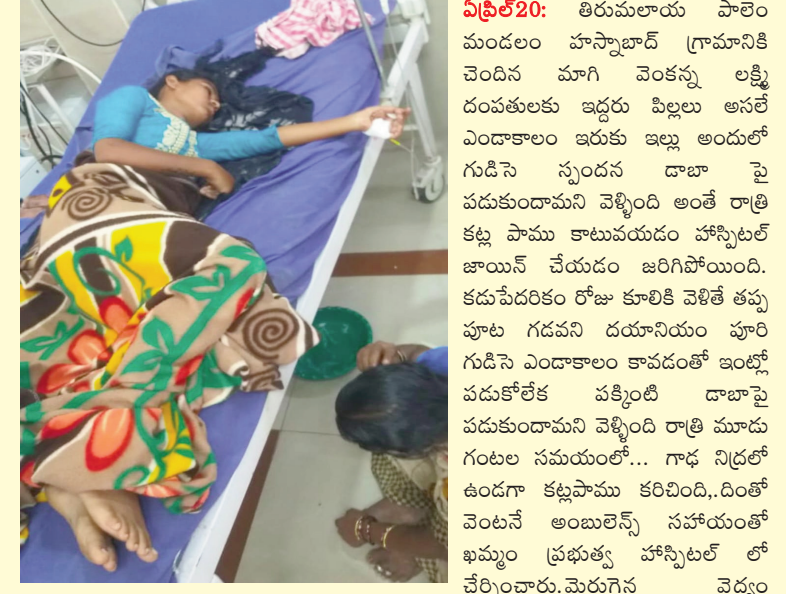 ఏప్రిల్20: తిరుమలాయ పాలెం
మండలం హస్నాబాద్ గ్రామానికి
చెందిన మాగి వెంకన్న లక్ష్మి
దంపతులకు ఇద్దరు పిల్లలు అసలే
ఎండాకాలం ఇరుకు ఇల్లు అందులో
గుడిసె స్పందన డాబా పై
పడుకుందామని వెళ్ళింది అంతే రాత్రి
కట్ల పాము కాటువయడం హాస్పిటల్
జాయిన్ చేయడం జరిగిపోయింది.
కడుపేదరికం రోజు కూలికి వెళితే తప్ప
పూట గడవని దయానియం పూరి
గుడిసె ఎండాకాలం కావడంతో ఇంట్లో
పడుకోలేక పక్కింటి డాబాపై
పడుకుందామని వెళ్ళింది రాత్రి మూడు
గంటల సమయంలో... గాఢ నిద్రలో
ఉండగా కట్లపాము కరిచింది,.దింతో
వెంటనే అంబులెన్స్ సహాయంతో
ఖమ్మం ప్రభుత్వ హాస్పిటల్ లో
చేర్పించారు.మెరుగైన వైద్యం